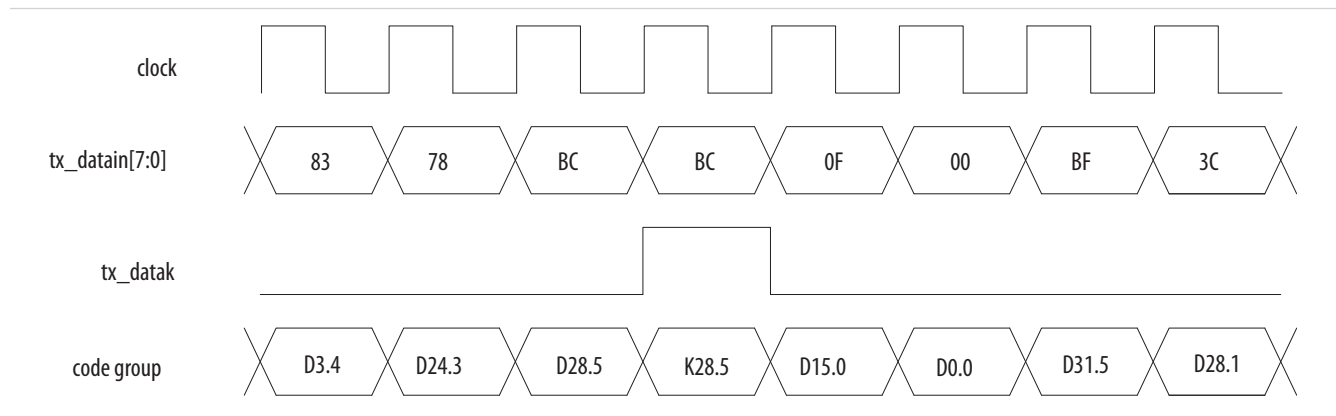 clock
tx_datain[7:0] 83 78 BC BC 0F 00 BF 3C
tx_datak
code group D3.4 D24.3 D28.5 K28.5 D15.0 D0.0 D31.5 D28.1